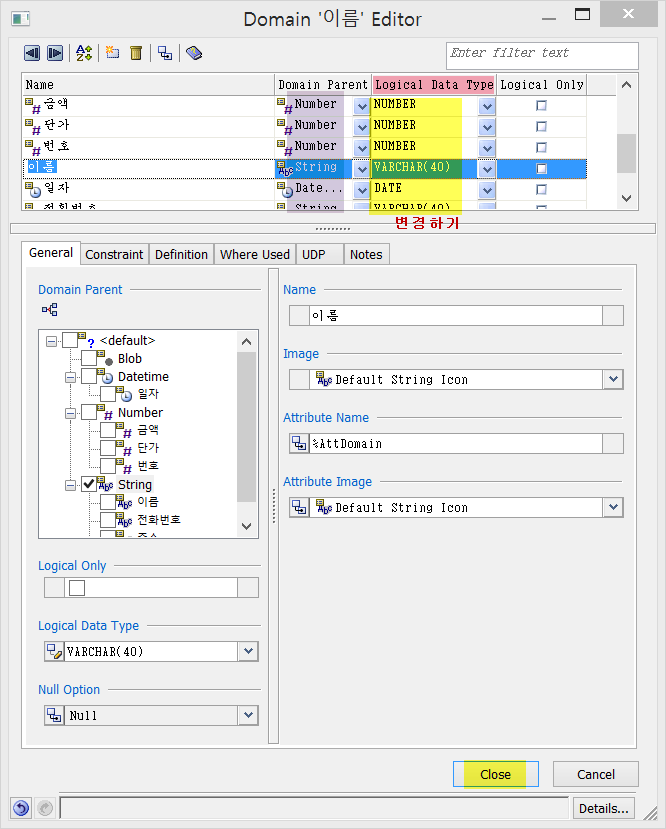 Domain '이름' Editor
Enter filter text
Name Domain Parent Logical Data Type Logical Only
금액 Number NUMBER
단가 Number NUMBER
번호 Number NUMBER
이름 String VARCHAR(40)
일자 Date... DATE
전화번호 String VARCHAR(40)
변경하기
General Constraint Definition Where Used UDP Notes
Domain Parent
<default>
Blob
Datetime
일자
Number
금액
단가
번호
String
이름
전화번호
주소
Logical Only
Logical Data Type
VARCHAR(40)
Null Option
Null
Name
이름
Image
Default String Icon
Attribute Name
%AttDomain
Attribute Image
Default String Icon
Close Cancel
Details...